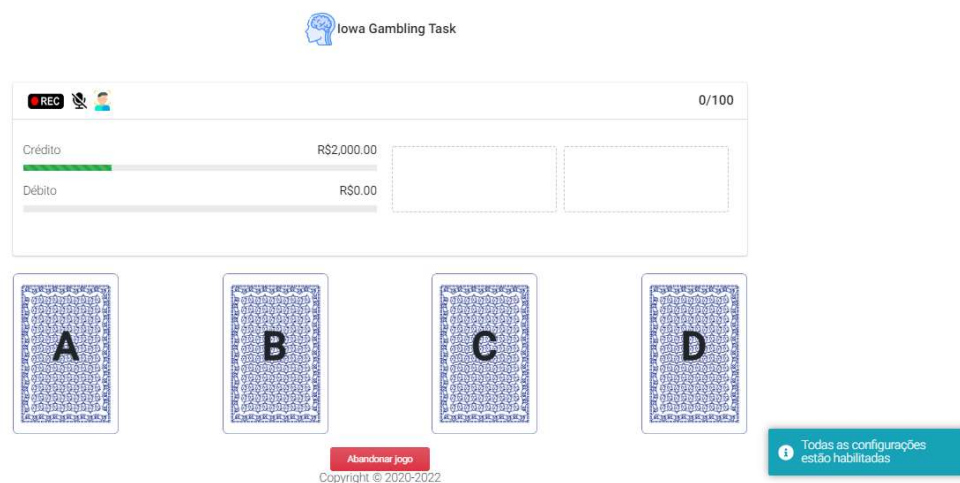 Iowa Gambling Task
REC
0/100
Crédito R$2,000.00
Débito R$0.00
A B C D
Todas as configurações
estão habilitadas
Abandonar jogo
Copyright © 2020-2022